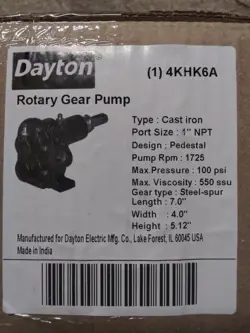 Dayton
(1) 4KHK6A
Rotary Gear Pump
Type : Cast iron
Port Size : 1" NPT
Design ; Pedestal
Pump Rpm : 1725
Max.Pressure : 100 psi
Max. Viscosity : 550 ssu
Gear type : Steel-spur
Length : 7.0"
Width : 4.0"
Height : 5.12"
Manufactured for Dayton Electric Mfg. Co., Lake Forest, IL 60045 USA
Made in India